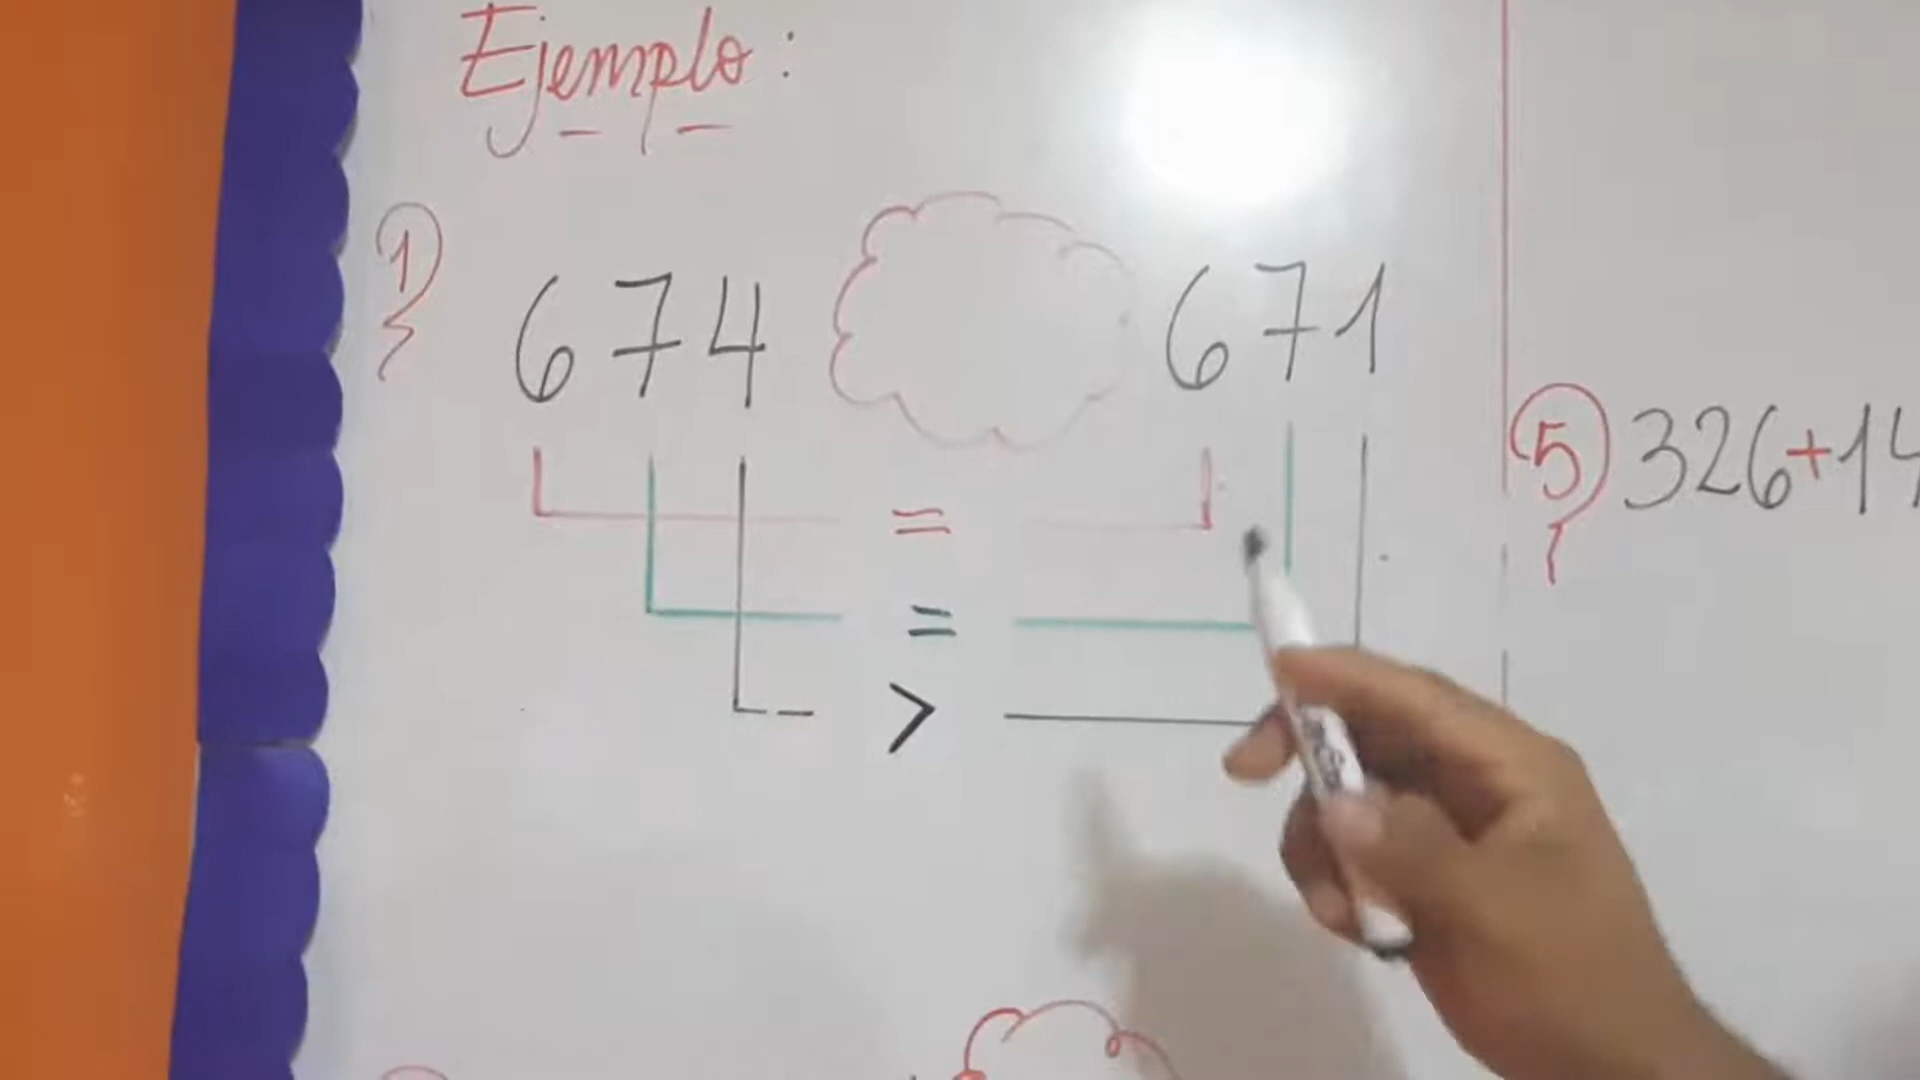 Ejemplo:
1 674 671
5 326+14
=
=
>